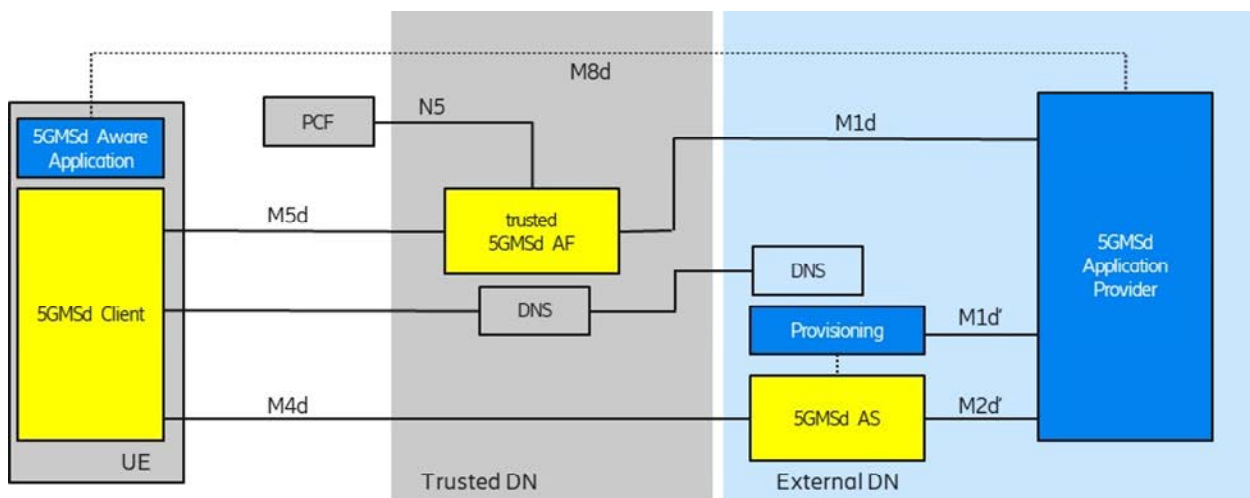 M8d
PCF
N5
M1d
5GMSd Aware
Application
M5d
trusted
5GMSd AF
5GMSd
Application
Provider
DNS
DNS
5GMSd Client
Provisioning
M1d'
M4d
5GMSd AS
M2d'
UE
Trusted DN
External DN